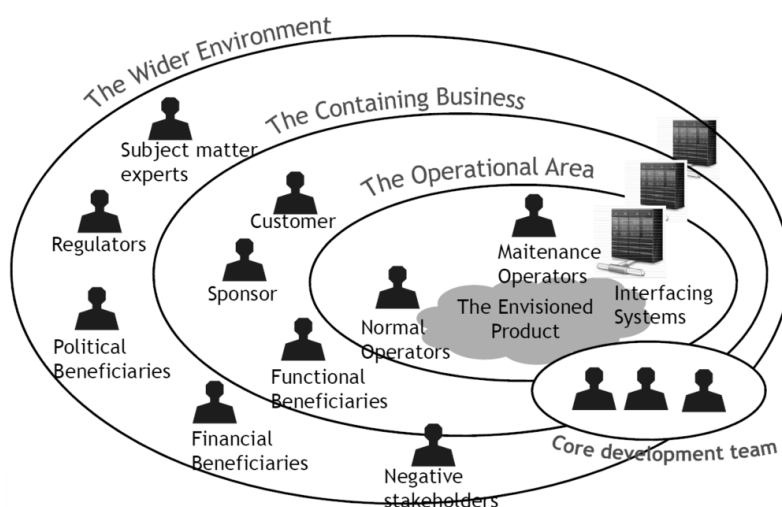 The Wider Environment
The Containing Business
The Operational Area
Subject matter
experts
Customer
Regulators
Maitenance
Operators
Sponsor
Interfacing
Systems
The Envisioned
Product
Normal
Operators
Political
Beneficiaries
Functional
Beneficiaries
Financial
Beneficiaries
Core development team
Negative
stakeholders